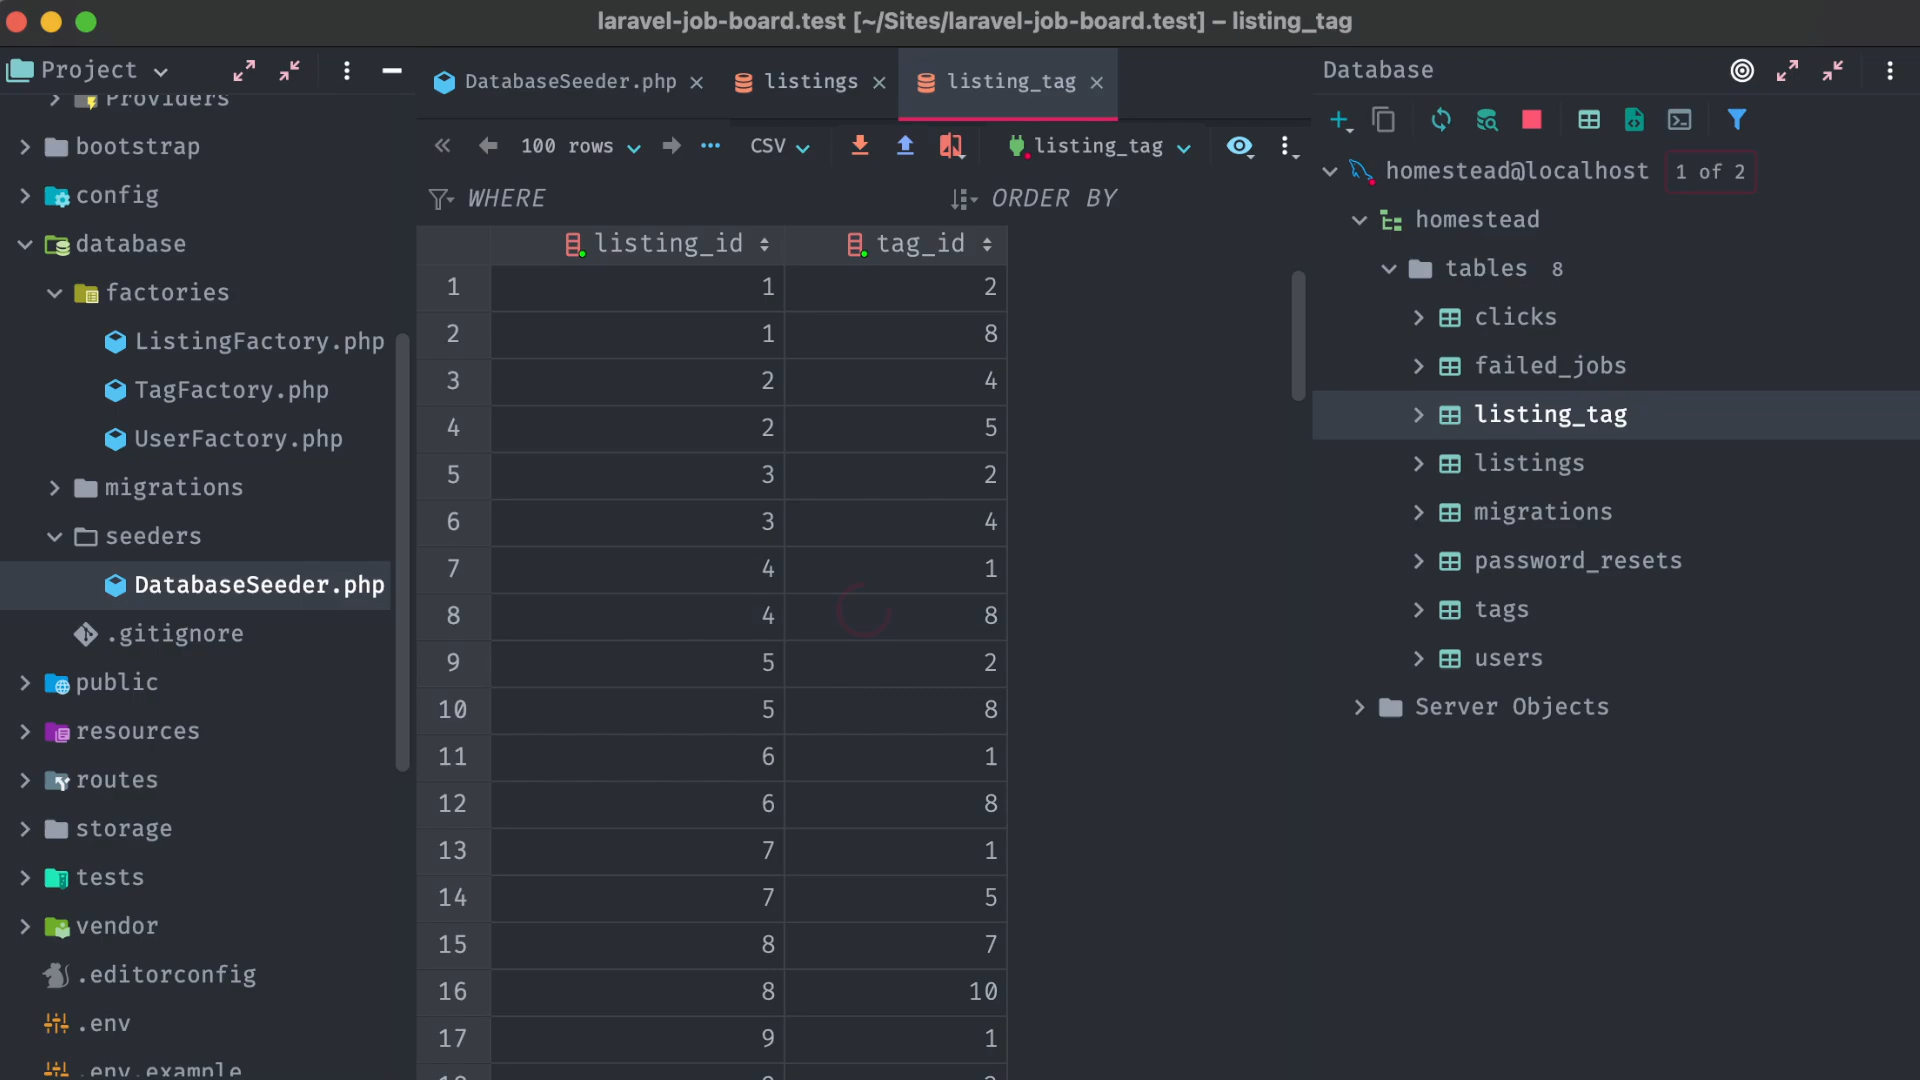 laravel-job-board.test [~/Sites/laravel-job-board.test] – listing_tag
Project
Providers
bootstrap
config
database
factories
ListingFactory.php
TagFactory.php
UserFactory.php
migrations
seeders
DatabaseSeeder.php
.gitignore
public
resources
routes
storage
tests
vendor
.editorconfig
.env
.env.example
DatabaseSeeder.php
listings
listing_tag
100 rows
CSV
listing_tag
WHERE
ORDER BY
listing_id tag_id
1 1 2
2 1 8
3 2 4
4 2 5
5 3 2
6 3 4
7 4 1
8 4 8
9 5 2
10 5 8
11 6 1
12 6 8
13 7 1
14 7 5
15 8 7
16 8 10
17 9 1
Database
homestead@localhost 1 of 2
homestead
tables 8
clicks
failed_jobs
listing_tag
listings
migrations
password_resets
tags
users
Server Objects